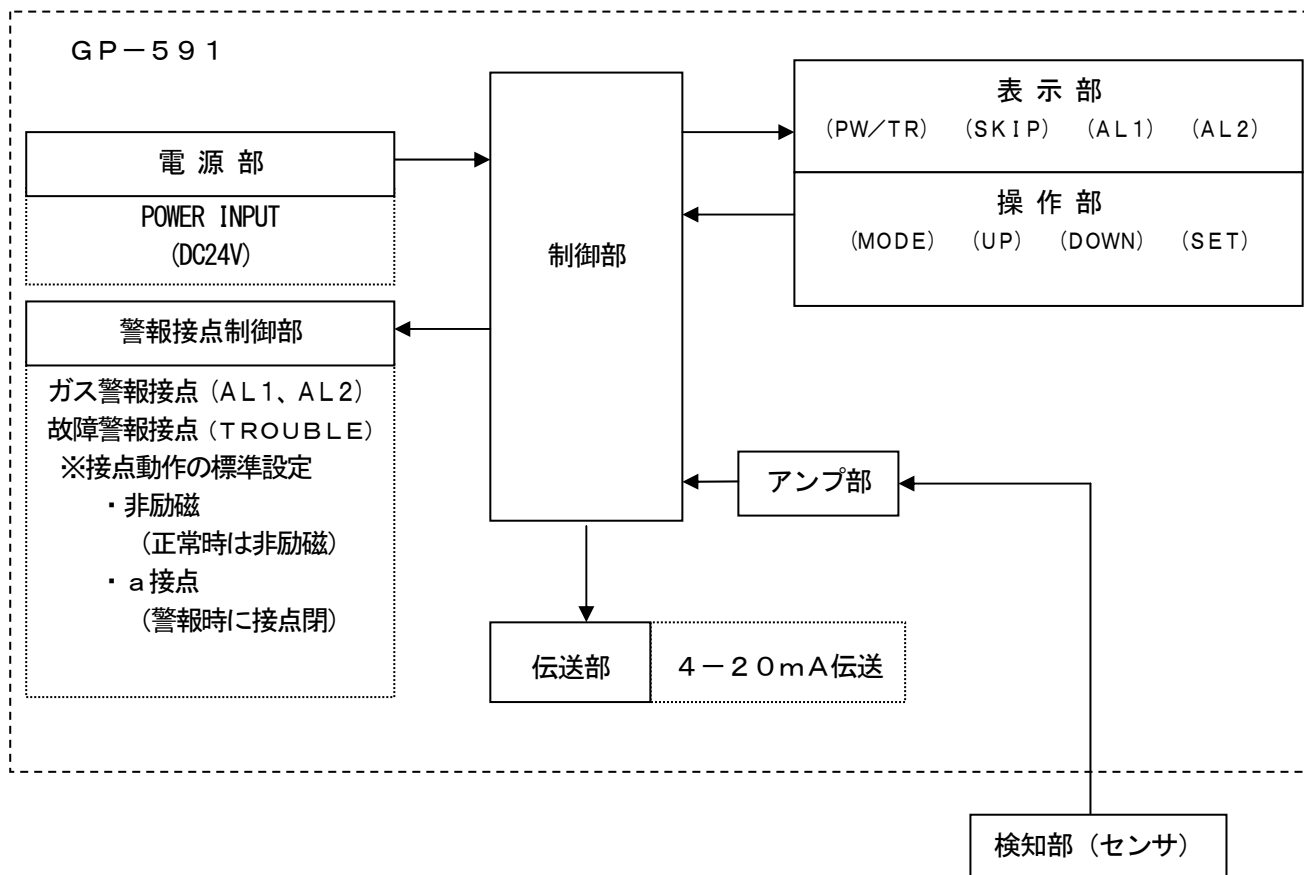 ＧＰ－５９１
電 源 部
POWER INPUT
(DC24V)
警報接点制御部
ガス警報接点（ＡＬ１、ＡＬ２）
故障警報接点（ＴＲＯＵＢＬＥ）
※接点動作の標準設定
・非励磁
（正常時は非励磁）
・ａ接点
（警報時に接点閉）
制御部
表 示 部
（ＰＷ／ＴＲ） （ＳＫＩＰ） （ＡＬ１） （ＡＬ２）
操 作 部
（ＭＯＤＥ） （ＵＰ） （ＤＯＷＮ） （ＳＥＴ）
アンプ部
伝送部
４－２０ｍＡ伝送
検知部（センサ）